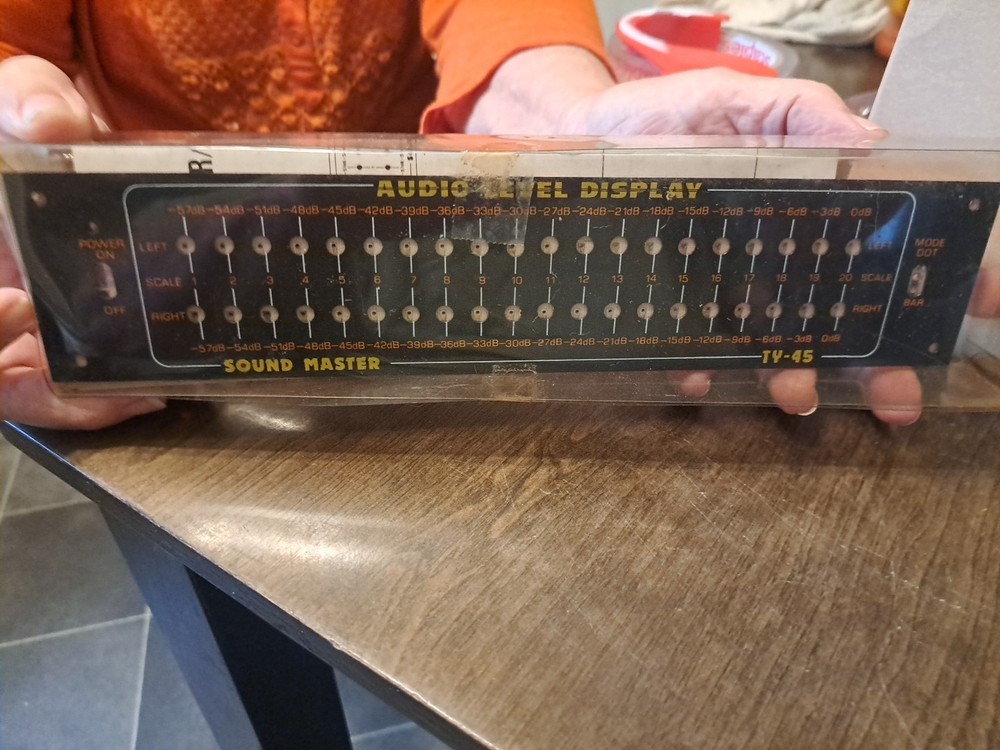 R/
AUDIO LEVEL DISPLAY
-57dB -54dB -51dB -48dB -45dB -42dB -39dB -36dB -33dB -30dB -27dB -24dB -21dB -18dB -15dB -12dB -9dB -6dB -3dB 0dB
POWER
ON
LEFT LEFT
MODE
DOT
SCALE 1 2 3 4 5 6 7 8 9 10 11 12 13 14 15 16 17 18 19 20 SCALE
OFF
BAR
RIGHT RIGHT
-57dB -54dB -51dB -48dB -45dB -42dB -39dB -36dB -33dB -30dB -27dB -24dB -21dB -18dB -15dB -12dB -9dB -6dB -3dB 0dB
SOUND MASTER TY-45